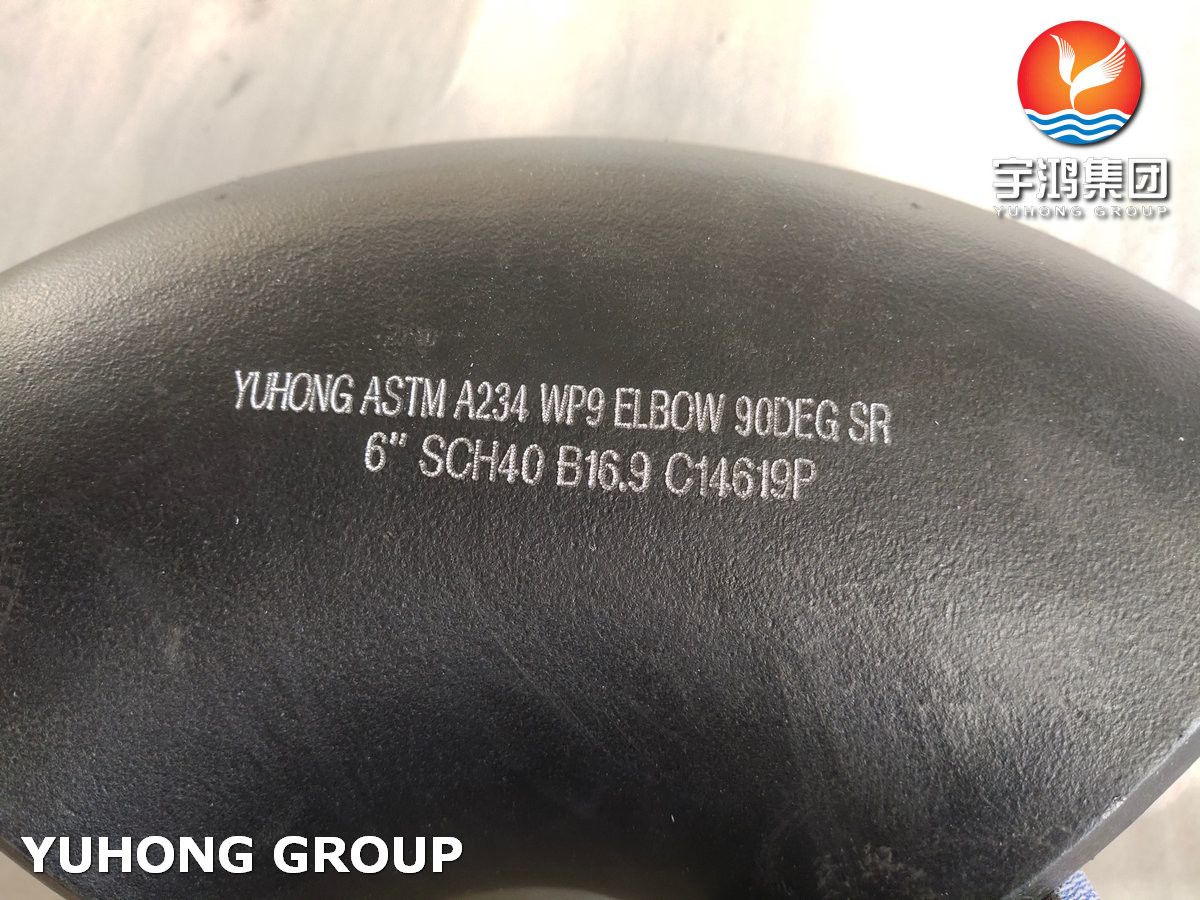 宇鸿集团
YUHONG GROUP
YUHONG ASTM A234 WP9 ELBOW 90DEG SR
6" SCH40 B16.9 C14619P
YUHONG GROUP